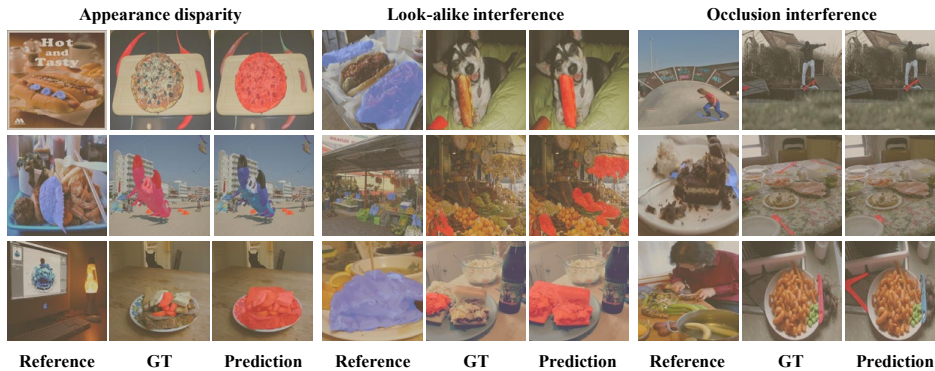 Appearance disparity Look-alike interference Occlusion interference
Hot
and
Tasty
Reference GT Prediction Reference GT Prediction Reference GT Prediction